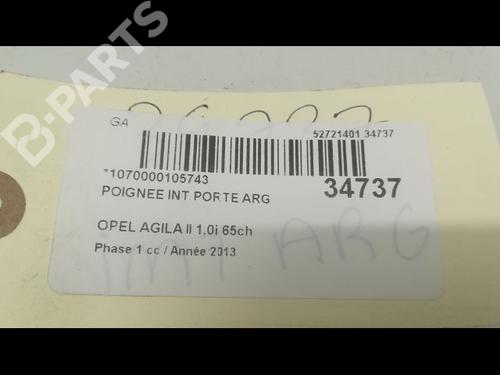 B-PARTS
GA
52721401 34737
*1070000105743
34737
POIGNEE INT PORTE ARG
OPEL AGILA II 1.0i 65ch
Phase 1 cc / Année 2013
ARG